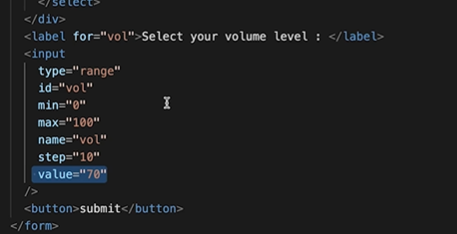 </select>
</div>
<label for="vol">Select your volume level : </label>
<input
type="range"
id="vol"
min="0"
max="100"
name="vol"
step="10"
value="70"
/>
<button>submit</button>
</form>